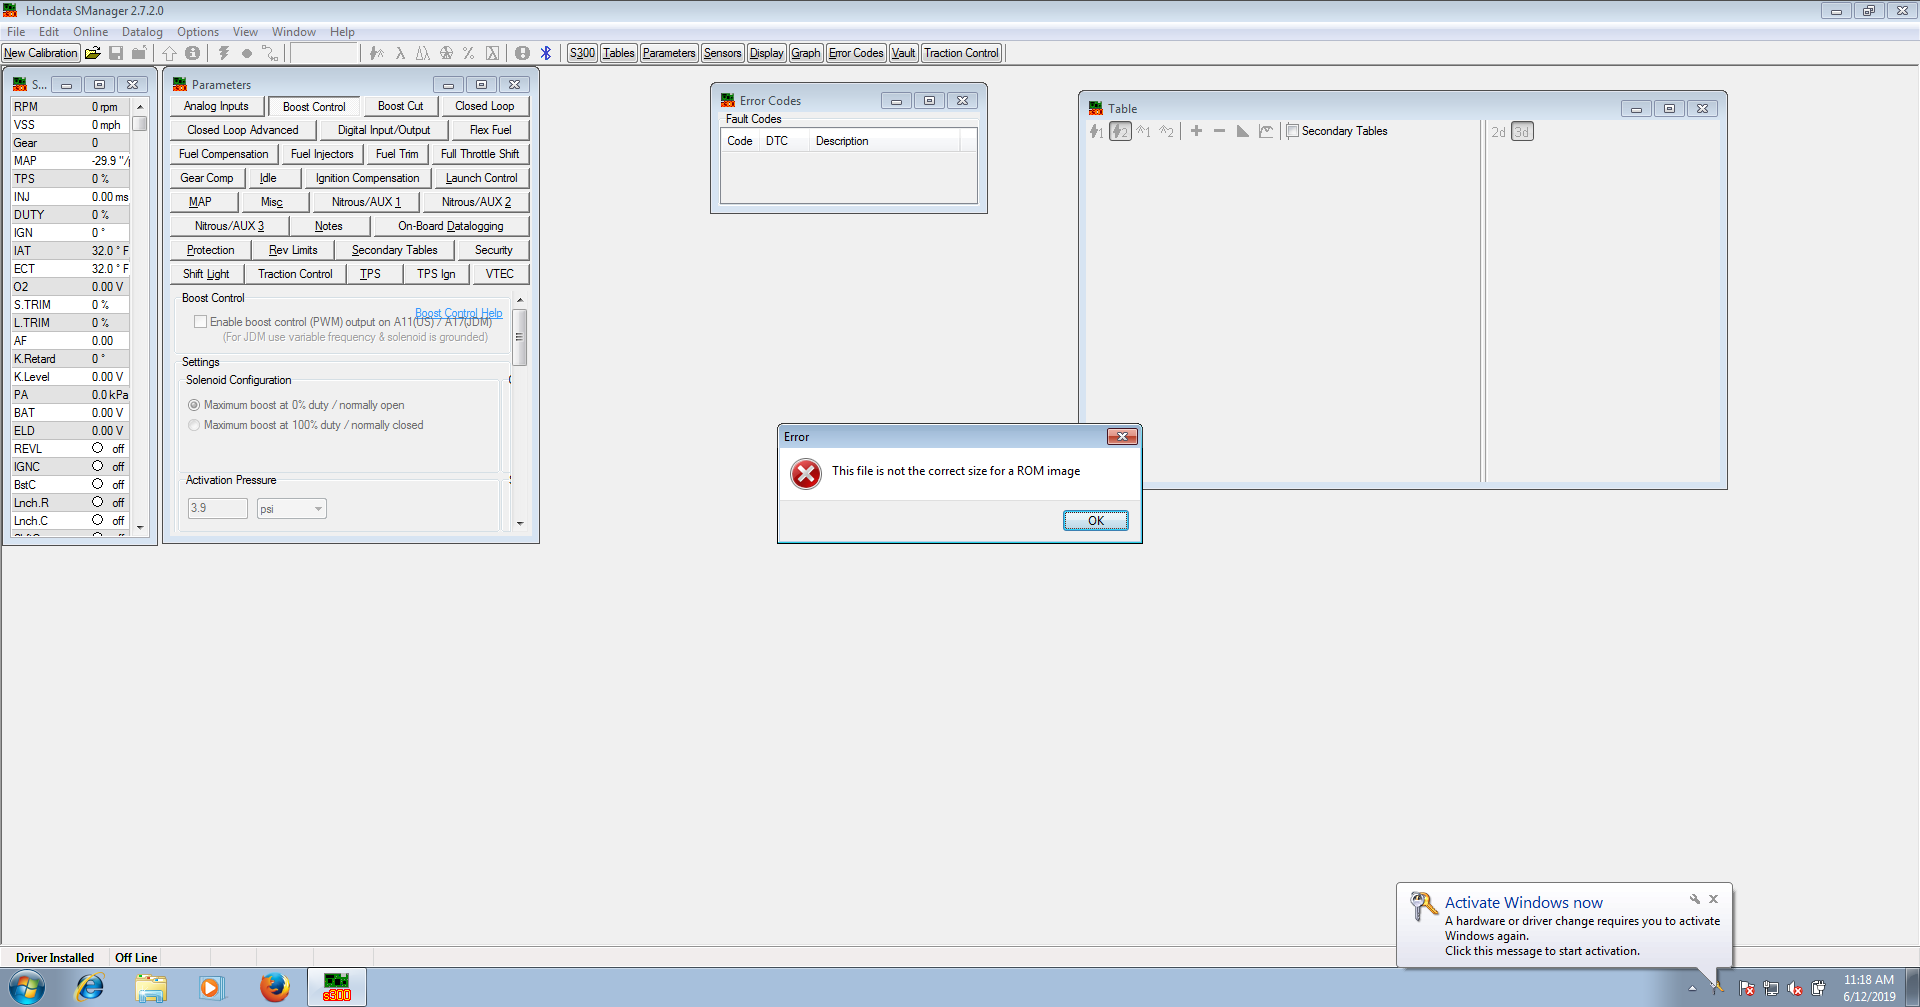 Hondata SManager 2.7.2.0
File Edit Online Datalog Options View Window Help
New Calibration S300 Tables Parameters Sensors Display Graph Error Codes Vault Traction Control
S...
RPM 0 rpm
VSS 0 mph
Gear 0
MAP -29.9 "/
TPS 0 %
INJ 0.00 ms
DUTY 0 %
IGN 0 °
IAT 32.0 ° F
ECT 32.0 ° F
O2 0.00 V
S.TRIM 0 %
L.TRIM 0 %
AF 0.00
K.Retard 0 °
K.Level 0.00 V
PA 0.0 kPa
BAT 0.00 V
ELD 0.00 V
REVL off
IGNC off
BstC off
Lnch.R off
Lnch.C off
Parameters
Analog Inputs Boost Control Boost Cut Closed Loop
Closed Loop Advanced Digital Input/Output Flex Fuel
Fuel Compensation Fuel Injectors Fuel Trim Full Throttle Shift
Gear Comp Idle Ignition Compensation Launch Control
MAP Misc Nitrous/AUX 1 Nitrous/AUX 2
Nitrous/AUX 3 Notes On-Board Datalogging
Protection Rev Limits Secondary Tables Security
Shift Light Traction Control TPS TPS Ign VTEC
Boost Control
Boost Control Help
Enable boost control (PWM) output on A11(US) / A17(JDM)
(For JDM use variable frequency & solenoid is grounded)
Settings
Solenoid Configuration
Maximum boost at 0% duty / normally open
Maximum boost at 100% duty / normally closed
Activation Pressure
3.9 psi
Error Codes
Fault Codes
Code DTC Description
Table
1 2 1 2 Secondary Tables 2d 3d
Error
This file is not the correct size for a ROM image
OK
Activate Windows now
A hardware or driver change requires you to activate
Windows again.
Click this message to start activation.
Driver Installed Off Line
s300
11:18 AM
6/12/2019